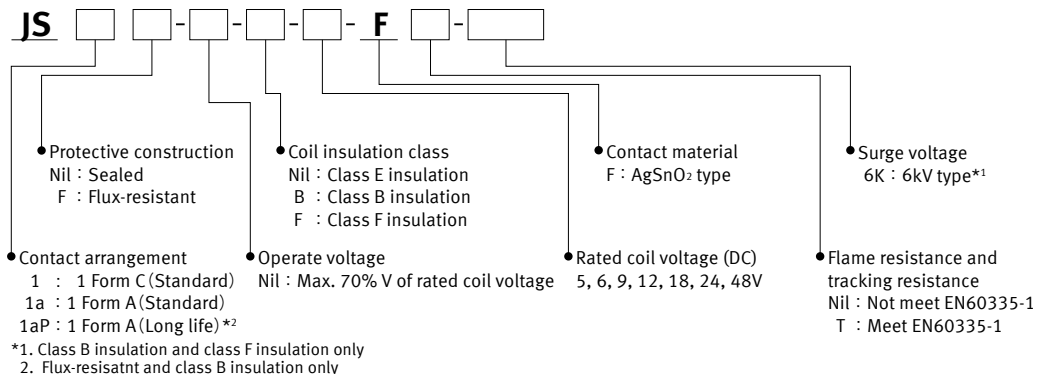 JS - - - - F -
Protective construction
Nil : Sealed
F : Flux-resistant
Coil insulation class
Nil : Class E insulation
B : Class B insulation
F : Class F insulation
Contact material
F : AgSnO2 type
Surge voltage
6K : 6kV type*1
Contact arrangement
1 : 1 Form C (Standard)
1a : 1 Form A (Standard)
1aP : 1 Form A (Long life) *2
Operate voltage
Nil : Max. 70% V of rated coil voltage
Rated coil voltage (DC)
5, 6, 9, 12, 18, 24, 48V
Flame resistance and
tracking resistance
Nil : Not meet EN60335-1
T : Meet EN60335-1
*1. Class B insulation and class F insulation only
2. Flux-resisatnt and class B insulation only